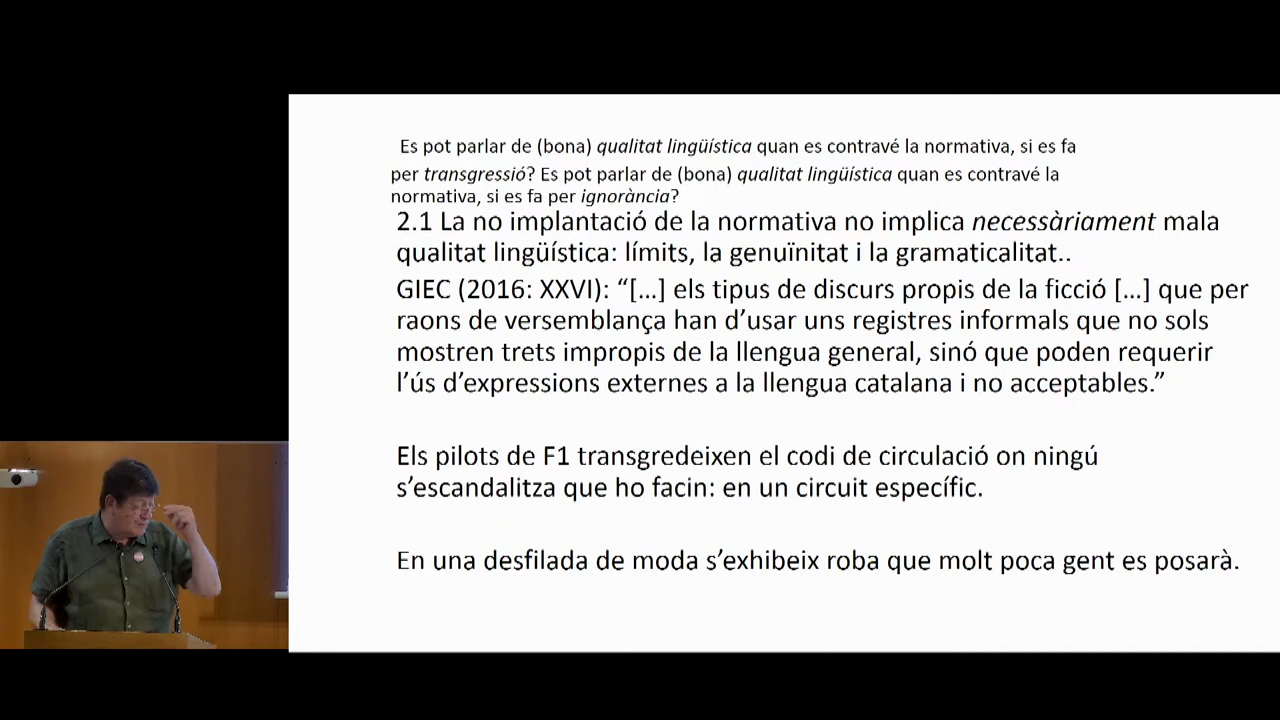 Es pot parlar de (bona) qualitat lingüística quan es contravé la normativa, si es fa
per transgressió? Es pot parlar de (bona) qualitat lingüística quan es contravé la
normativa, si es fa per ignorància?
2.1 La no implantació de la normativa no implica necessàriament mala
qualitat lingüística: límits, la genuïnitat i la gramaticalitat..
GIEC (2016: XXVI): “[…] els tipus de discurs propis de la ficció […] que per
raons de versemblança han d’usar uns registres informals que no sols
mostren trets impropis de la llengua general, sinó que poden requerir
l’ús d’expressions externes a la llengua catalana i no acceptables.”
Els pilots de F1 transgredeixen el codi de circulació on ningú
s’escandalitza que ho facin: en un circuit específic.
En una desfilada de moda s’exhibeix roba que molt poca gent es posarà.